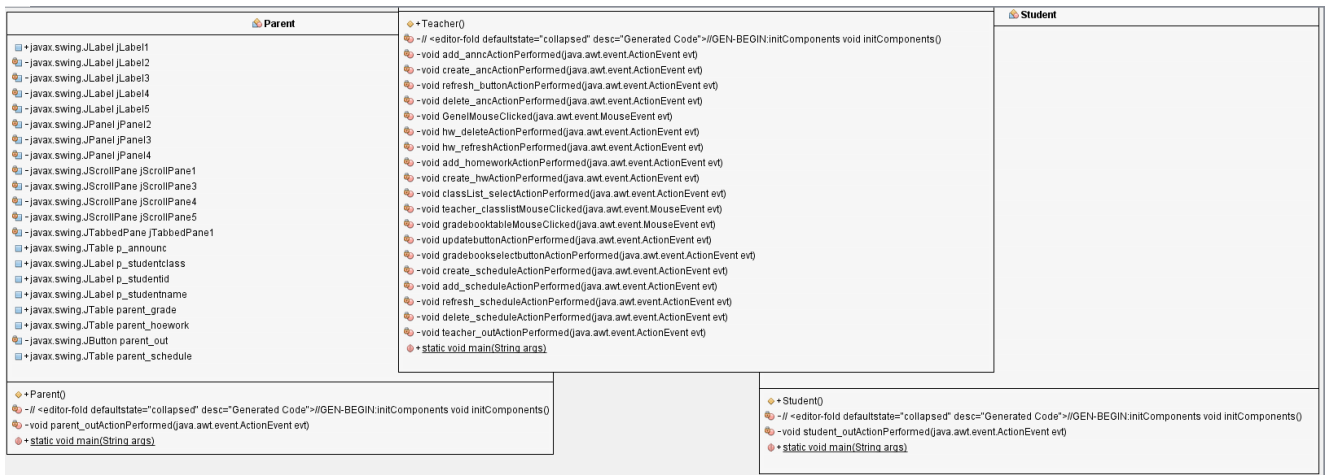 Parent
+javax.swing.JLabel jLabel1
-javax.swing.JLabel jLabel2
-javax.swing.JLabel jLabel3
-javax.swing.JLabel jLabel4
-javax.swing.JLabel jLabel5
-javax.swing.JPanel jPanel2
-javax.swing.JPanel jPanel3
-javax.swing.JPanel jPanel4
-javax.swing.JScrollPane jScrollPane1
-javax.swing.JScrollPane jScrollPane3
-javax.swing.JScrollPane jScrollPane4
-javax.swing.JScrollPane jScrollPane5
-javax.swing.JTabbedPane jTabbedPane1
+javax.swing.JTable p_announc
+javax.swing.JLabel p_studentclass
+javax.swing.JLabel p_studentid
+javax.swing.JLabel p_studentname
+javax.swing.JTable parent_grade
+javax.swing.JTable parent_hoework
-javax.swing.JButton parent_out
+javax.swing.JTable parent_schedule
+Parent()
-// <editor-fold defaultstate="collapsed" desc="Generated Code">//GEN-BEGIN:initComponents void initComponents()
-void parent_outActionPerformed(java.awt.event.ActionEvent evt)
+static void main(String args)
+Teacher()
-// <editor-fold defaultstate="collapsed" desc="Generated Code">//GEN-BEGIN:initComponents void initComponents()
-void add_anncActionPerformed(java.awt.event.ActionEvent evt)
-void create_ancActionPerformed(java.awt.event.ActionEvent evt)
-void refresh_buttonActionPerformed(java.awt.event.ActionEvent evt)
-void delete_ancActionPerformed(java.awt.event.ActionEvent evt)
-void GenelMouseClicked(java.awt.event.MouseEvent evt)
-void hw_deleteActionPerformed(java.awt.event.ActionEvent evt)
-void hw_refreshActionPerformed(java.awt.event.ActionEvent evt)
-void add_homeworkActionPerformed(java.awt.event.ActionEvent evt)
-void create_hwActionPerformed(java.awt.event.ActionEvent evt)
-void classList_selectActionPerformed(java.awt.event.ActionEvent evt)
-void teacher_classlistMouseClicked(java.awt.event.MouseEvent evt)
-void gradebooktableMouseClicked(java.awt.event.MouseEvent evt)
-void updatebuttonActionPerformed(java.awt.event.ActionEvent evt)
-void gradebookselectbuttonActionPerformed(java.awt.event.ActionEvent evt)
-void create_scheduleActionPerformed(java.awt.event.ActionEvent evt)
-void add_scheduleActionPerformed(java.awt.event.ActionEvent evt)
-void refresh_scheduleActionPerformed(java.awt.event.ActionEvent evt)
-void delete_scheduleActionPerformed(java.awt.event.ActionEvent evt)
-void teacher_outActionPerformed(java.awt.event.ActionEvent evt)
+static void main(String args)
Student
+Student()
-// <editor-fold defaultstate="collapsed" desc="Generated Code">//GEN-BEGIN:initComponents void initComponents()
-void student_outActionPerformed(java.awt.event.ActionEvent evt)
+static void main(String args)